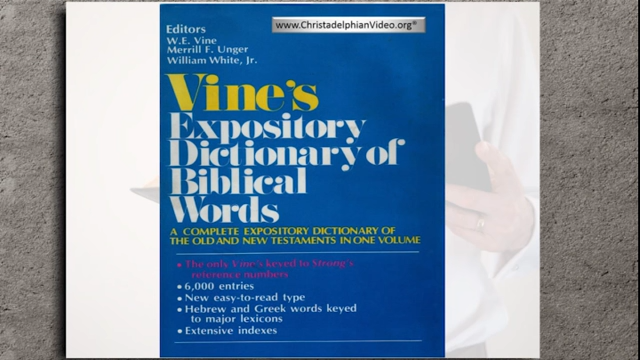 www.ChristadelphianVideo.org®
Editors
W.E. Vine
Merrill F. Unger
William White, Jr.
Vine's
Expository
Dictionary of
Biblical
Words
A COMPLETE EXPOSITORY DICTIONARY OF
THE OLD AND NEW TESTAMENTS IN ONE VOLUME
• The only Vine's keyed to Strong's
reference numbers
• 6,000 entries
• New easy-to-read type
• Hebrew and Greek words keyed
to major lexicons
• Extensive indexes